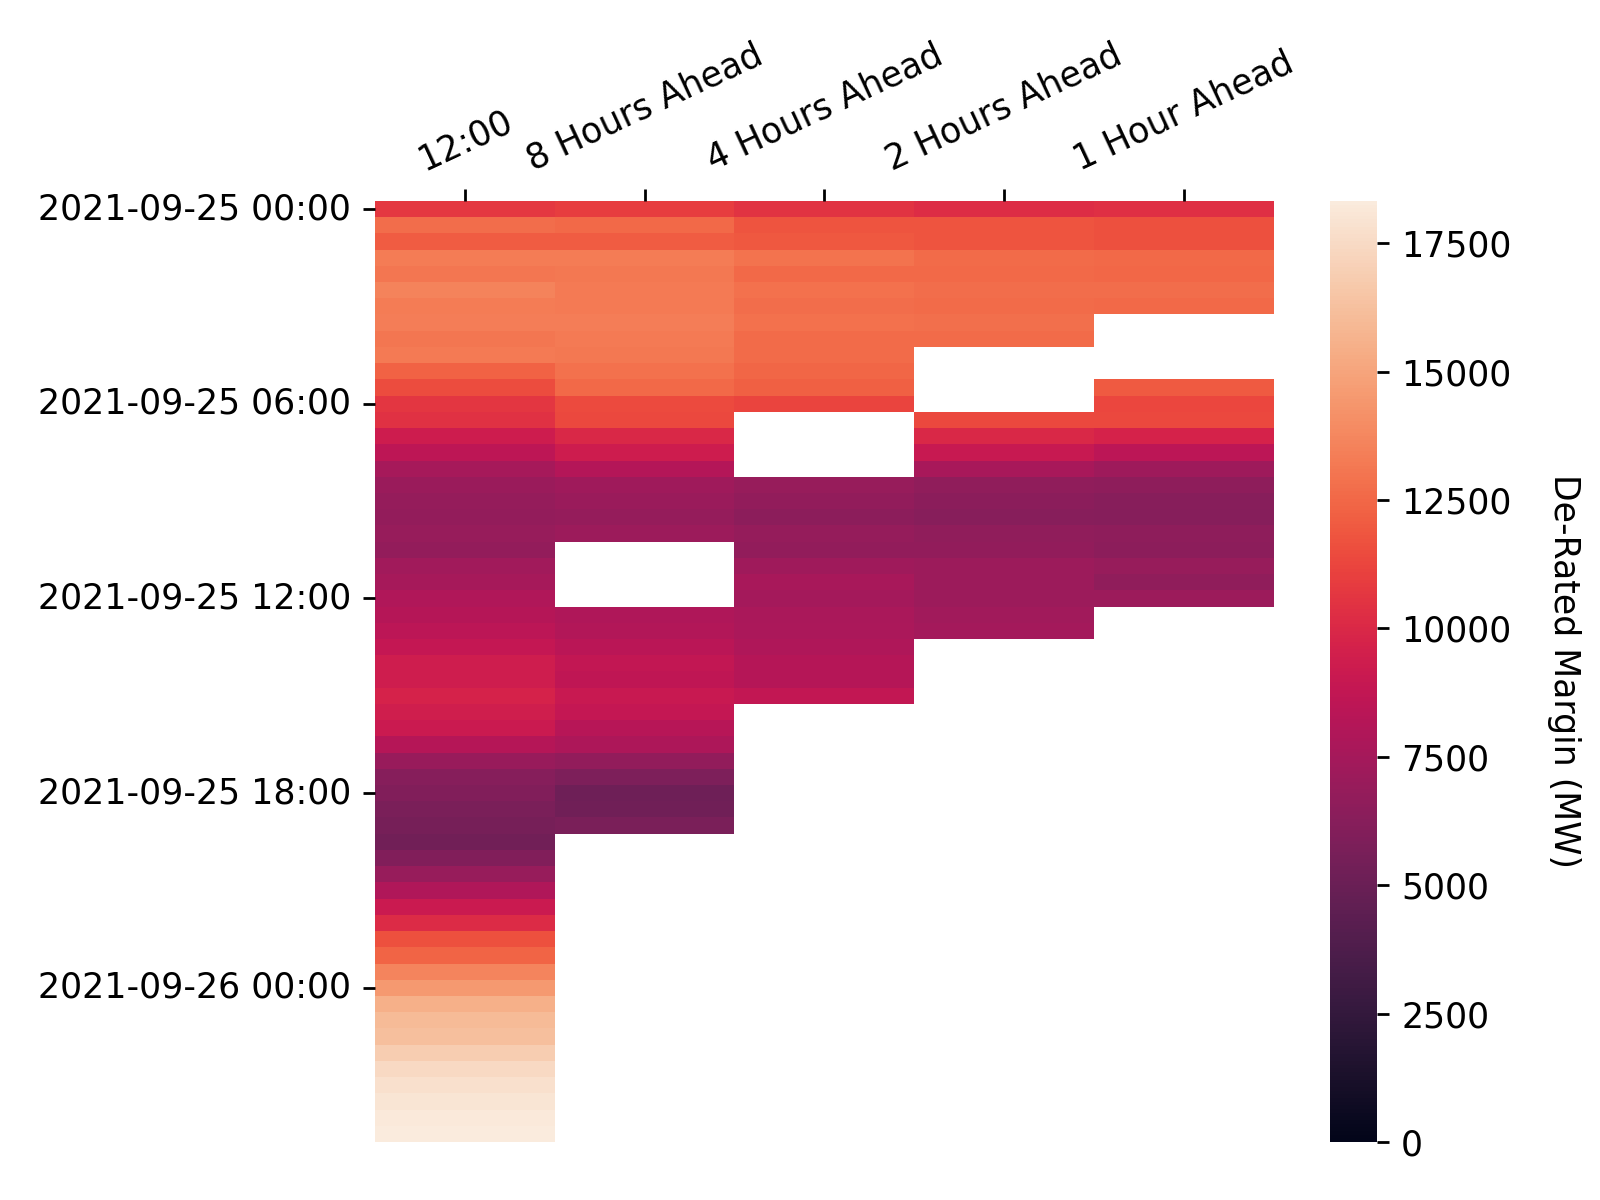 12:00
8 Hours Ahead
4 Hours Ahead
2 Hours Ahead
1 Hour Ahead
2021-09-25 00:00
2021-09-25 06:00
2021-09-25 12:00
2021-09-25 18:00
2021-09-26 00:00
17500
15000
12500
10000
7500
5000
2500
0
De-Rated Margin (MW)